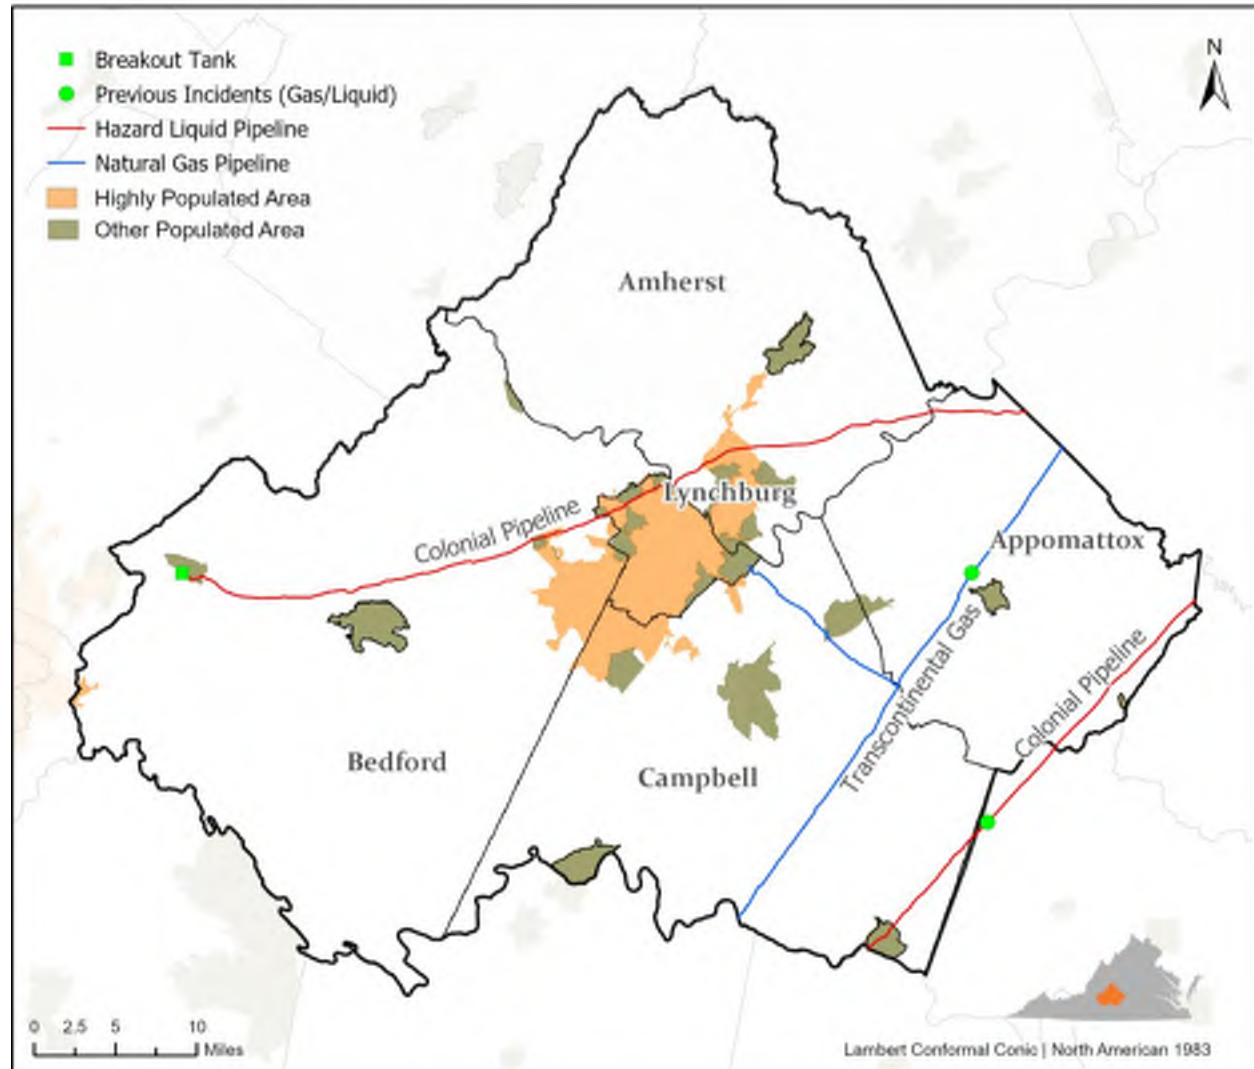 Breakout Tank
Previous Incidents (Gas/Liquid)
Hazard Liquid Pipeline
Natural Gas Pipeline
Highly Populated Area
Other Populated Area
N
Amherst
Lynchburg
Colonial Pipeline
Appomattox
Transcontinental Gas
Colonial Pipeline
Bedford
Campbell
0 2.5 5 10
Miles
Lambert Conformal Conic | North American 1983